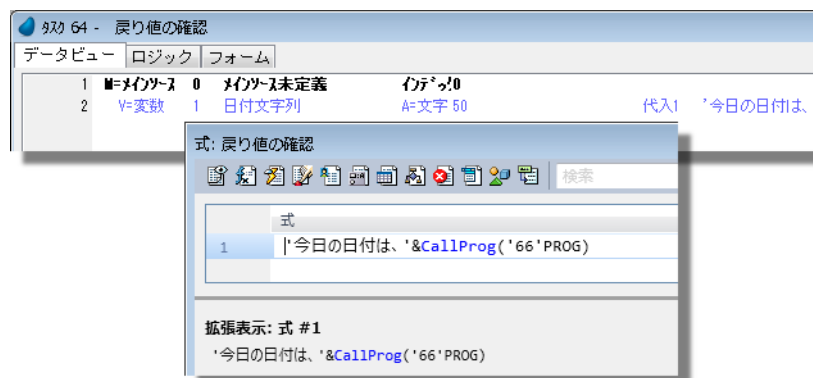 ﾀｽｸ 64 - 戻り値の確認
データビュー ロジック フォーム
1 M=ﾒｲﾝｿｰｽ 0 ﾒｲﾝｿｰｽ未定義 ｲﾝﾃﾞｯｸ:0
2 V=変数 1 日付文字列 A=文字 50 代入:1 '今日の日付は、
式: 戻り値の確認
検索
式
1 '今日の日付は、'&CallProg('66'PROG)
拡張表示: 式 #1
'今日の日付は、'&CallProg('66'PROG)